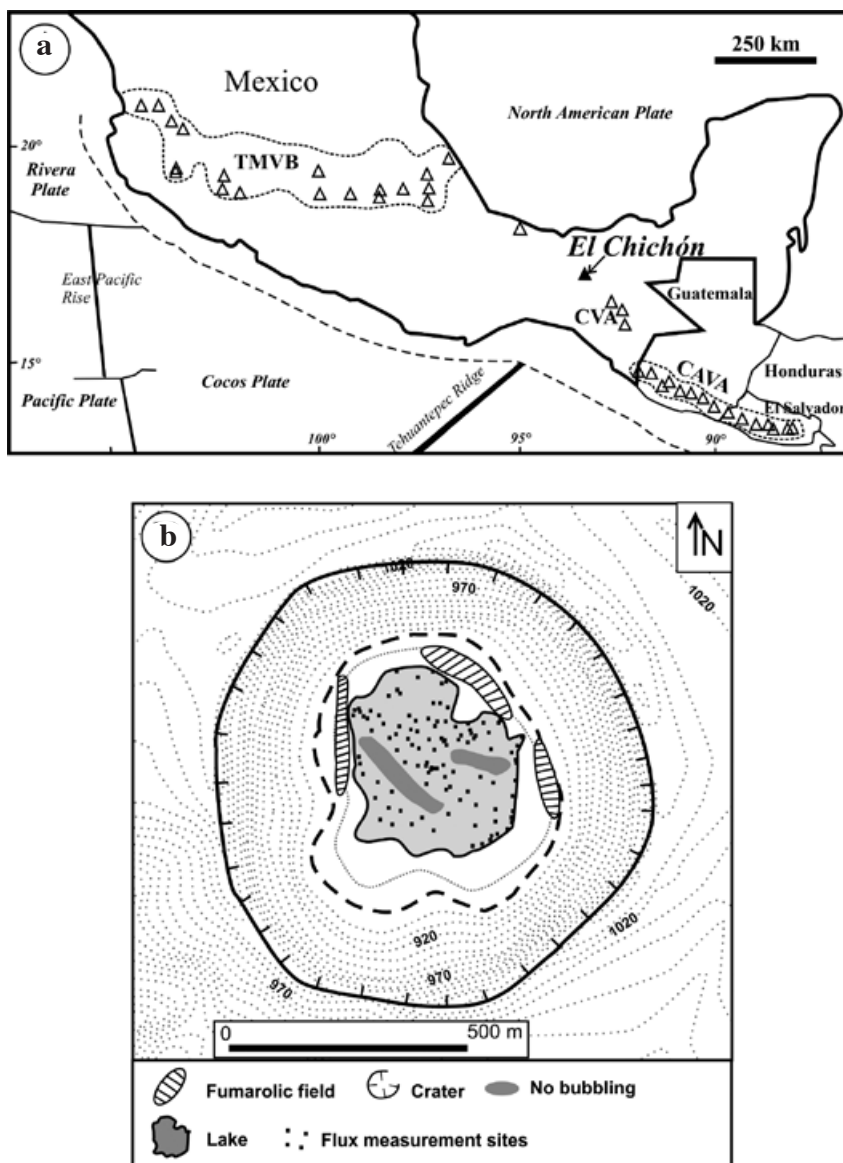 a
250 km
Mexico
North American Plate
20°
TMVB
Rivera
Plate
El Chichón
East Pacific
Rise
Guatemala
CVA
15°
CAVA
Honduras
Cocos Plate
Tehuantepec Ridge
Pacific Plate
El Salvador
100°
95°
90°
b
N
1020
970
1020
920
970
970
1020
0
500 m
Fumarolic field
Crater
No bubbling
Lake
Flux measurement sites